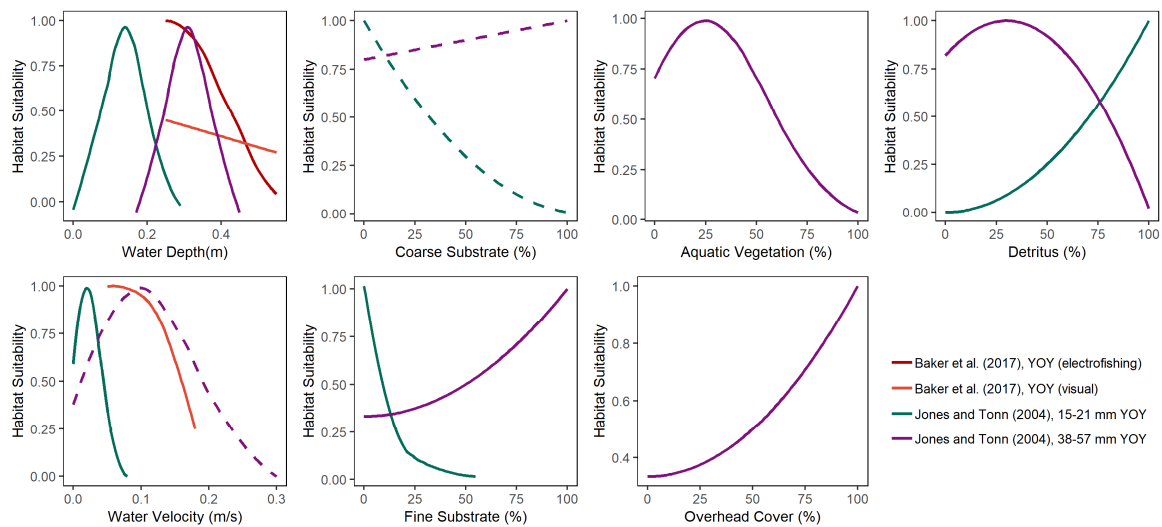 Habitat Suitability
1.00
0.75
0.50
0.25
0.00
0.0 0.2 0.4
Water Depth(m)
Habitat Suitability
1.00
0.75
0.50
0.25
0.00
0 25 50 75 100
Coarse Substrate (%)
Habitat Suitability
1.00
0.75
0.50
0.25
0.00
0 25 50 75 100
Aquatic Vegetation (%)
Habitat Suitability
1.00
0.75
0.50
0.25
0.00
0 25 50 75 100
Detritus (%)
Habitat Suitability
1.00
0.75
0.50
0.25
0.00
0.0 0.1 0.2 0.3
Water Velocity (m/s)
Habitat Suitability
1.00
0.75
0.50
0.25
0.00
0 25 50 75 100
Fine Substrate (%)
Habitat Suitability
1.0
0.8
0.6
0.4
0 25 50 75 100
Overhead Cover (%)
Baker et al. (2017), YOY (electrofishing)
Baker et al. (2017), YOY (visual)
Jones and Tonn (2004), 15-21 mm YOY
Jones and Tonn (2004), 38-57 mm YOY